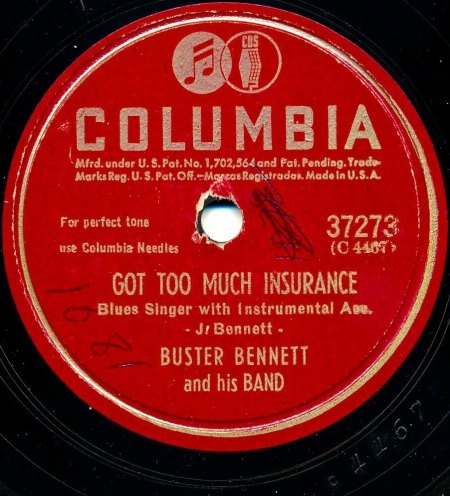 CBS
COLUMBIA
Mfrd. under U.S. Pat. No. 1,702,564 and Pat. Pending. Trade-
Marks Reg. U.S. Pat. Off.—Marcas Registradas. Made in U.S.A.
For perfect tone
use Columbia Needles
37273
(C 4467)
GOT TOO MUCH INSURANCE
Blues Singer with Instrumental Acc.
- J. Bennett -
BUSTER BENNETT
and his BAND
4467